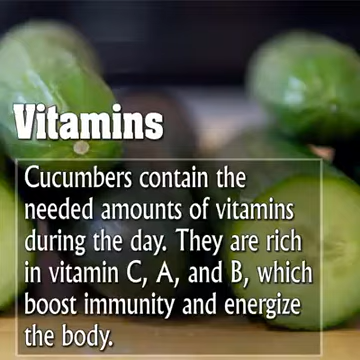 Vitamins
Cucumbers contain the
needed amounts of vitamins
during the day. They are rich
in vitamin C, A, and B, which
boost immunity and energize
the body.